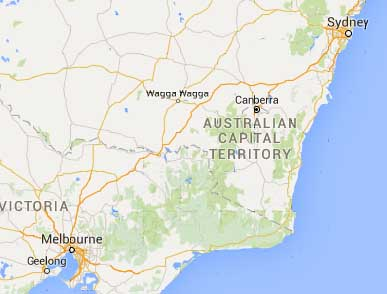 Sydney
Wagga Wagga
Canberra
AUSTRALIAN
CAPITAL
TERRITORY
VICTORIA
Melbourne
Geelong